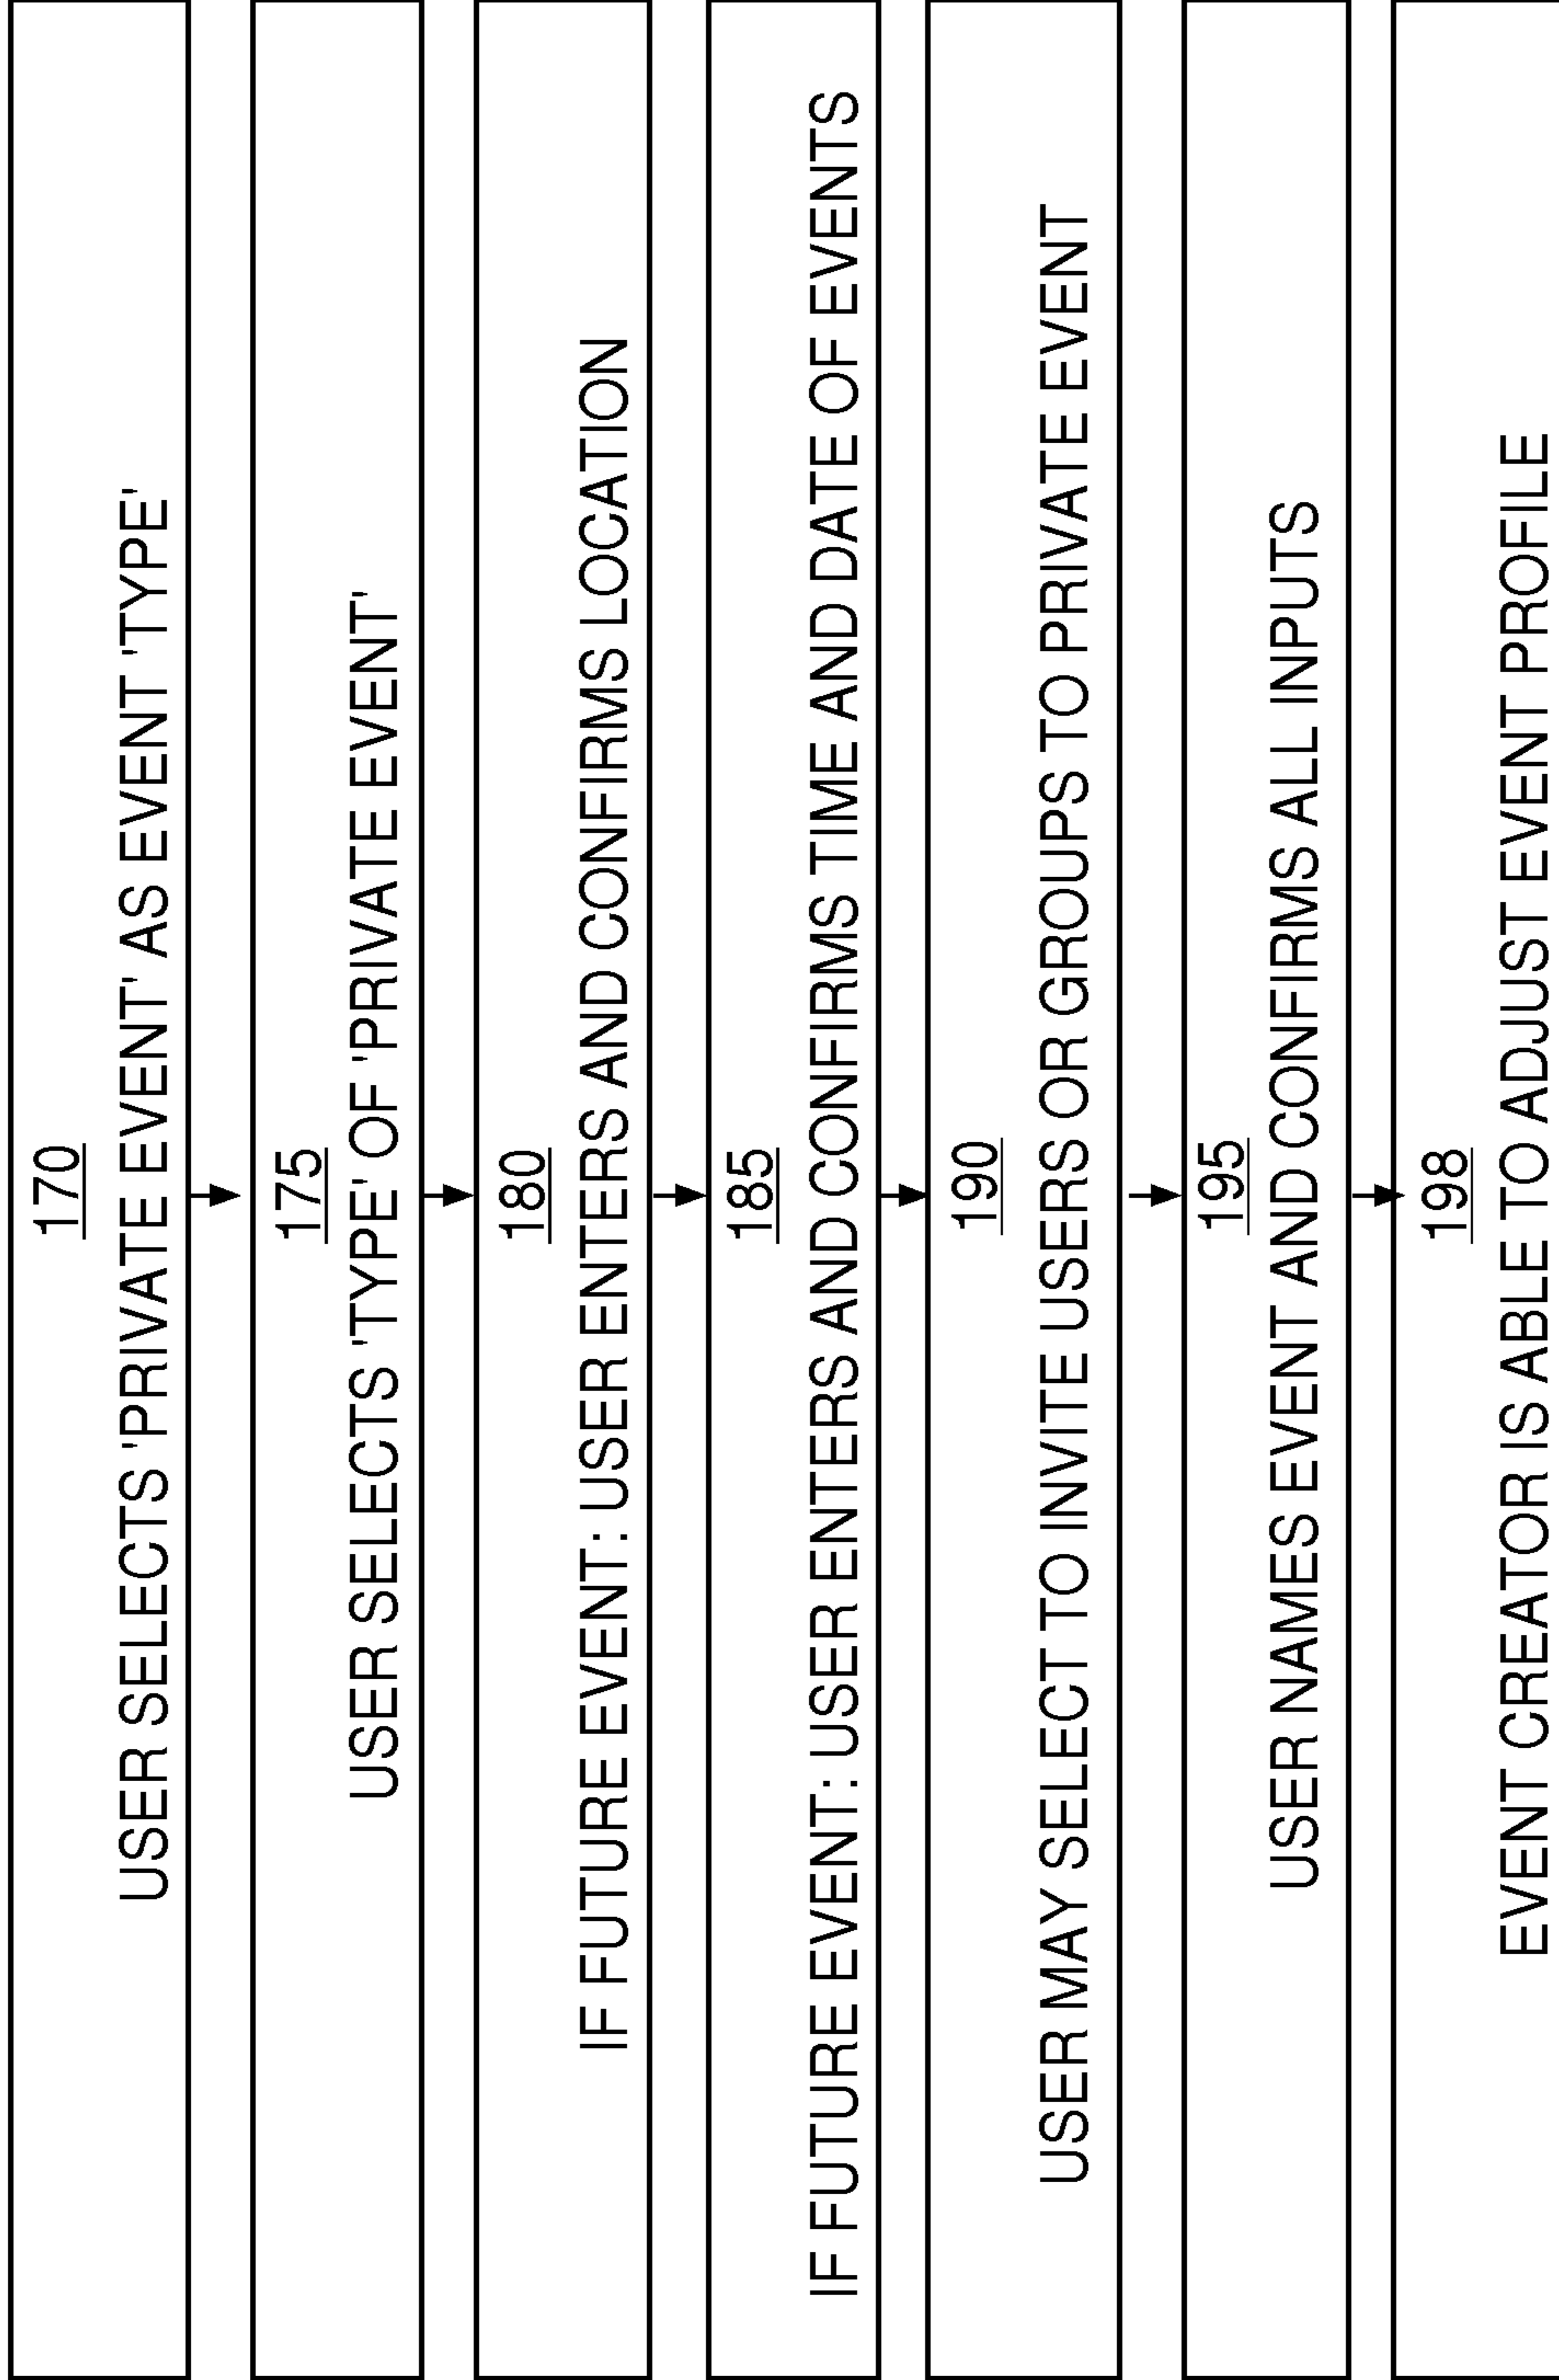 170
USER SELECTS 'PRIVATE EVENT' AS EVENT 'TYPE'
175
USER SELECTS 'TYPE' OF 'PRIVATE EVENT'
180
IF FUTURE EVENT: USER ENTERS AND CONFIRMS LOCATION
185
IF FUTURE EVENT: USER ENTERS AND CONFIRMS TIME AND DATE OF EVENTS
190
USER MAY SELECT TO INVITE USERS OR GROUPS TO PRIVATE EVENT
195
USER NAMES EVENT AND CONFIRMS ALL INPUTS
198
EVENT CREATOR IS ABLE TO ADJUST EVENT PROFILE